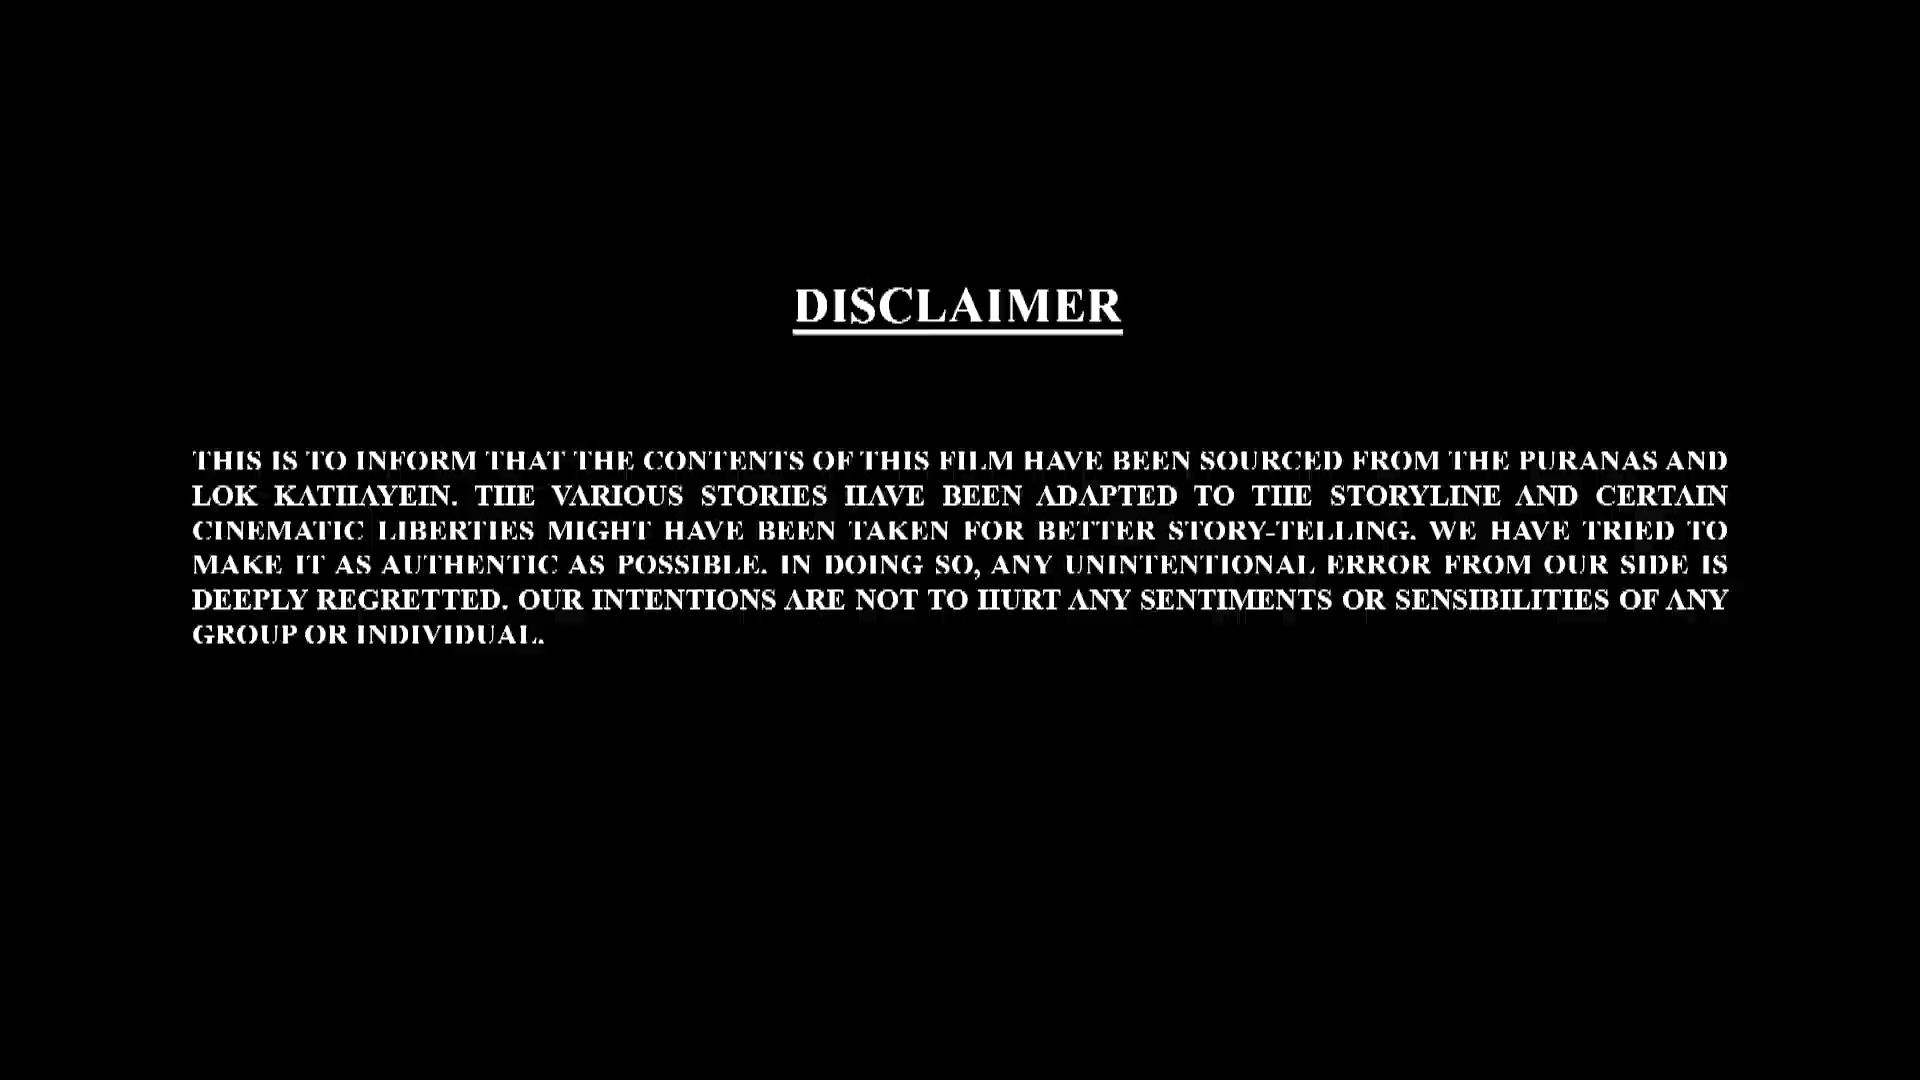 DISCLAIMER
THIS IS TO INFORM THAT THE CONTENTS OF THIS FILM HAVE BEEN SOURCED FROM THE PURANAS AND
LOK KATHAYEIN. THE VARIOUS STORIES HAVE BEEN ADAPTED TO THE STORYLINE AND CERTAIN
CINEMATIC LIBERTIES MIGHT HAVE BEEN TAKEN FOR BETTER STORY-TELLING. WE HAVE TRIED TO
MAKE IT AS AUTHENTIC AS POSSIBLE. IN DOING SO, ANY UNINTENTIONAL ERROR FROM OUR SIDE IS
DEEPLY REGRETTED. OUR INTENTIONS ARE NOT TO HURT ANY SENTIMENTS OR SENSIBILITIES OF ANY
GROUP OR INDIVIDUAL.